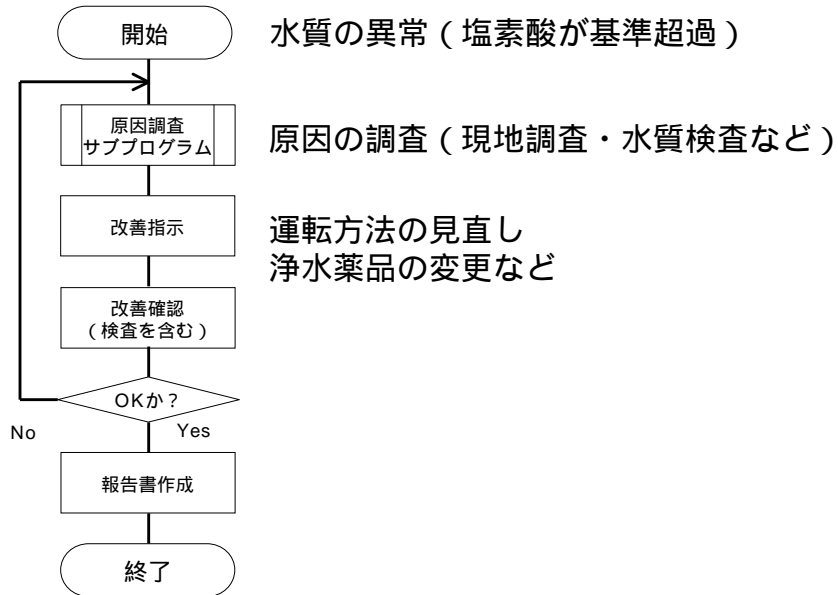 開始
水質の異常（塩素酸が基準超過）
原因調査
サブプログラム
原因の調査（現地調査・水質検査など）
改善指示
運転方法の見直し
浄水薬品の変更など
改善確認
（検査を含む）
OKか？
No
Yes
報告書作成
終了